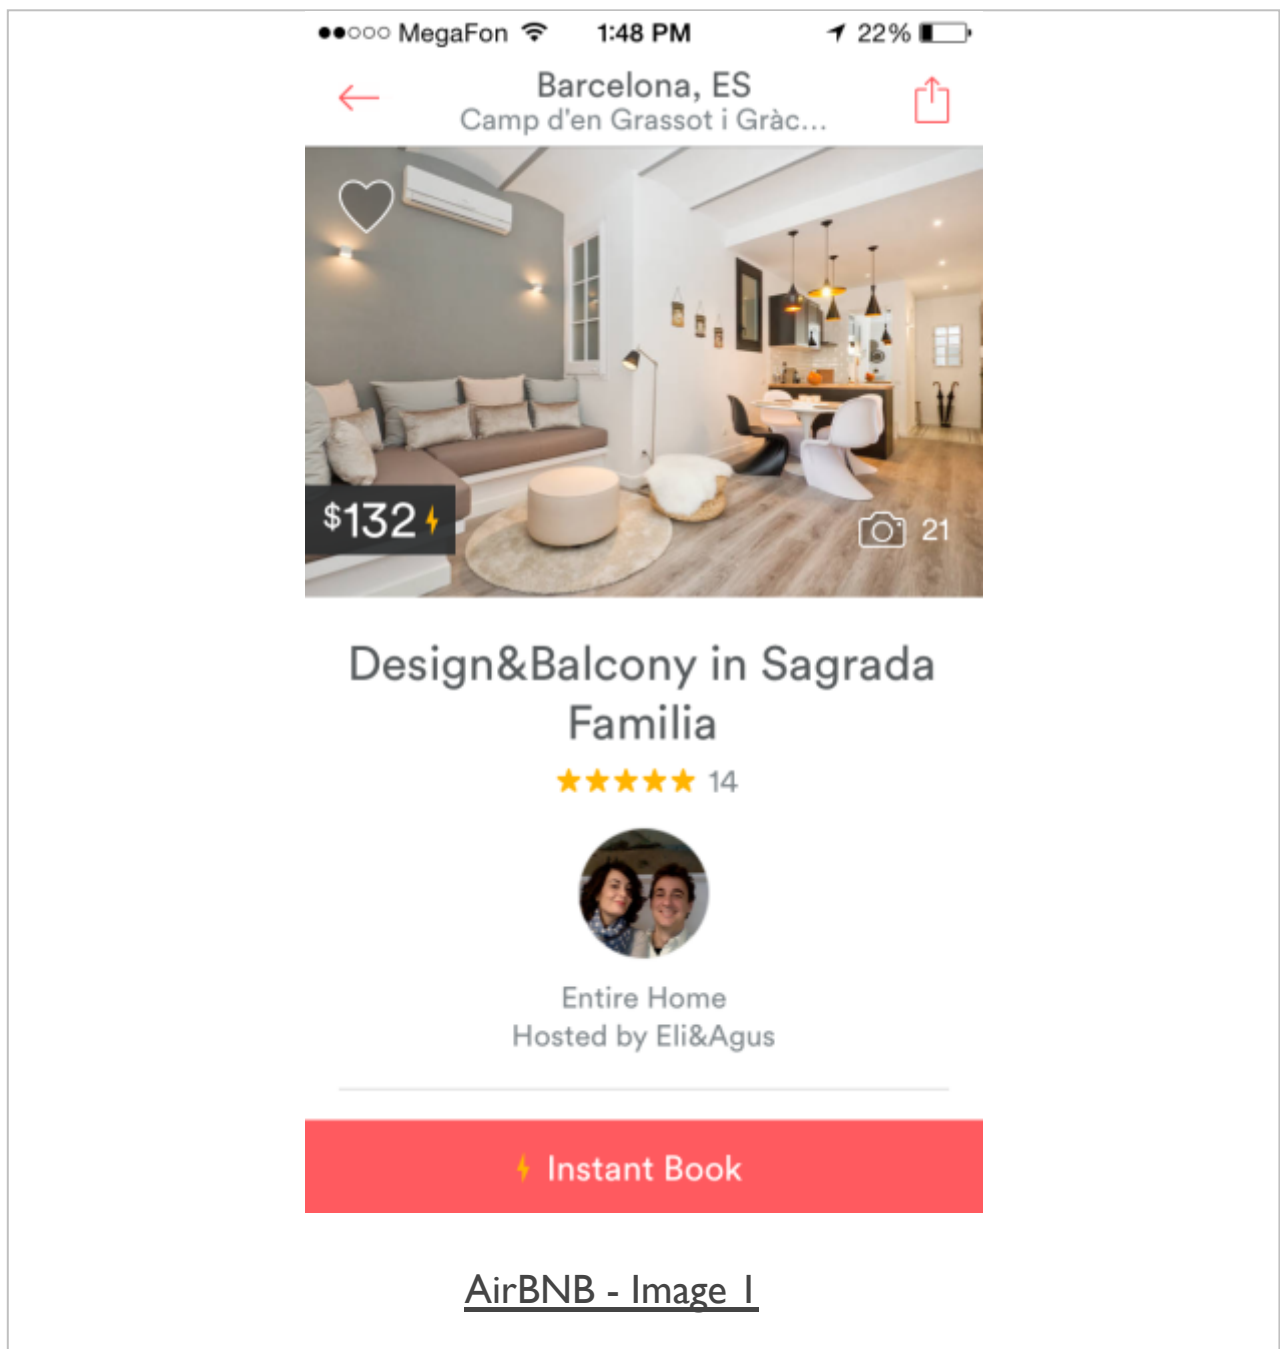 MegaFon 1:48 PM 22%
Barcelona, ES
Camp d'en Grassot i Gràc...
$132
21
Design&Balcony in Sagrada
Familia
14
Entire Home
Hosted by Eli&Agus
Instant Book
AirBNB - Image 1